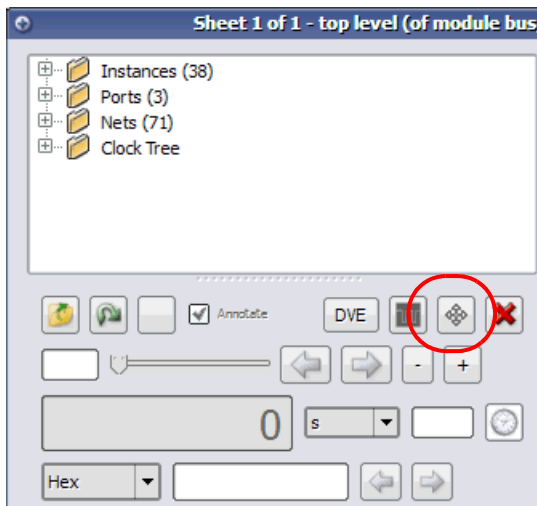 Sheet 1 of 1 - top level (of module bus
Instances (38)
Ports (3)
Nets (71)
Clock Tree
Annotate
DVE
- +
0 s
Hex